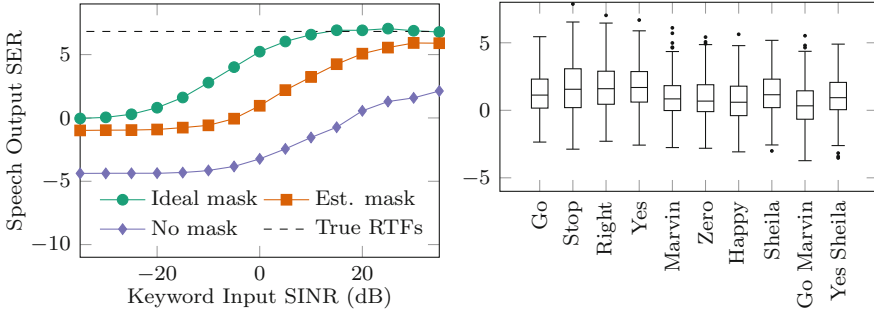 Speech Output SER
5
0
−5
−10
−20
0
20
Keyword Input SINR (dB)
Ideal mask
Est. mask
No mask
True RTFs
5
0
−5
Go
Stop
Right
Yes
Marvin
Zero
Happy
Sheila
Go Marvin
Yes Sheila